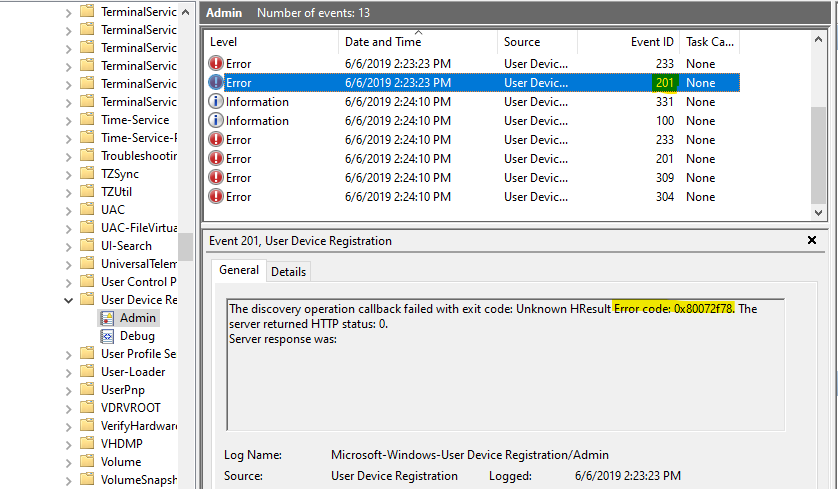 TerminalServic
TerminalServic
TerminalServic
TerminalServic
TerminalServic
TerminalServic
Time-Service
Time-Service-P
Troubleshootin
TZSync
TZUtil
UAC
UAC-FileVirtua
UI-Search
UniversalTelem
User Control P
User Device Re
Admin
Debug
User Profile Se
User-Loader
UserPnp
VDRVROOT
VerifyHardwar
VHDMP
Volume
VolumeSnapsh
Admin Number of events: 13
Level Date and Time Source Event ID Task Ca...
Error 6/6/2019 2:23:23 PM User Devic... 233 None
Error 6/6/2019 2:23:23 PM User Devic... 201 None
Information 6/6/2019 2:24:10 PM User Devic... 331 None
Information 6/6/2019 2:24:10 PM User Devic... 100 None
Error 6/6/2019 2:24:10 PM User Devic... 233 None
Error 6/6/2019 2:24:10 PM User Devic... 201 None
Error 6/6/2019 2:24:10 PM User Devic... 309 None
Error 6/6/2019 2:24:10 PM User Devic... 304 None
Event 201, User Device Registration
General Details
The discovery operation callback failed with exit code: Unknown HResult Error code: 0x80072f78. The
server returned HTTP status: 0.
Server response was:
Log Name: Microsoft-Windows-User Device Registration/Admin
Source: User Device Registration Logged: 6/6/2019 2:23:23 PM